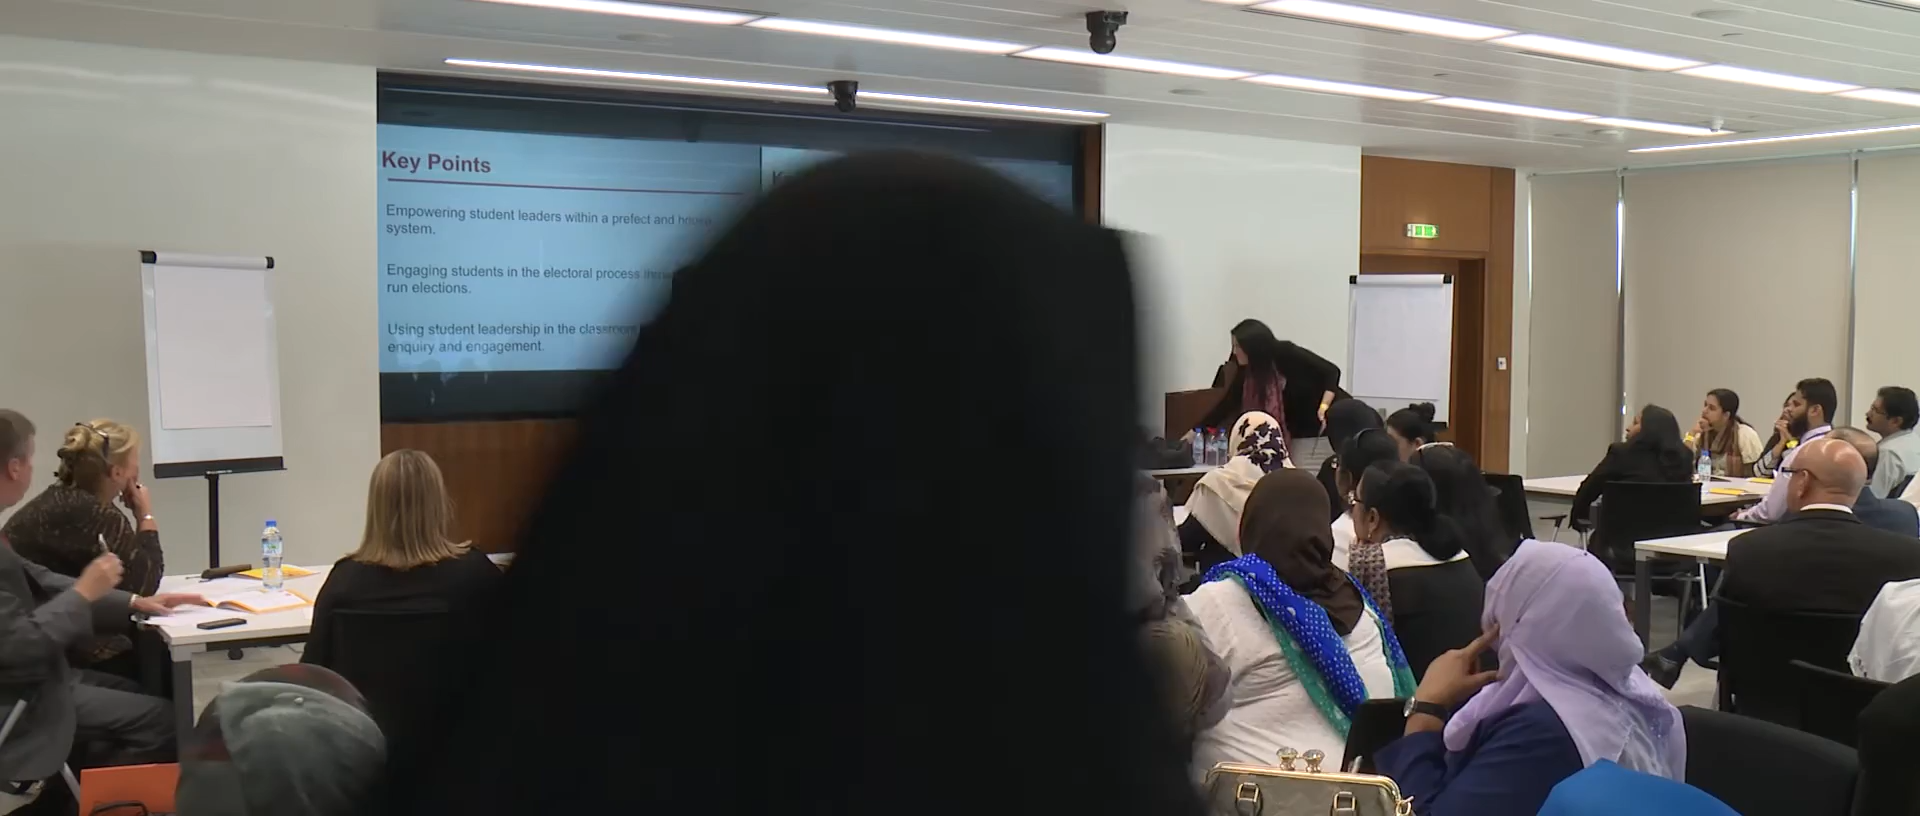 Key Points
Empowering student leaders within a prefect and house
system.
Engaging students in the electoral process
run elections.
Using student leadership in the classroom
enquiry and engagement.